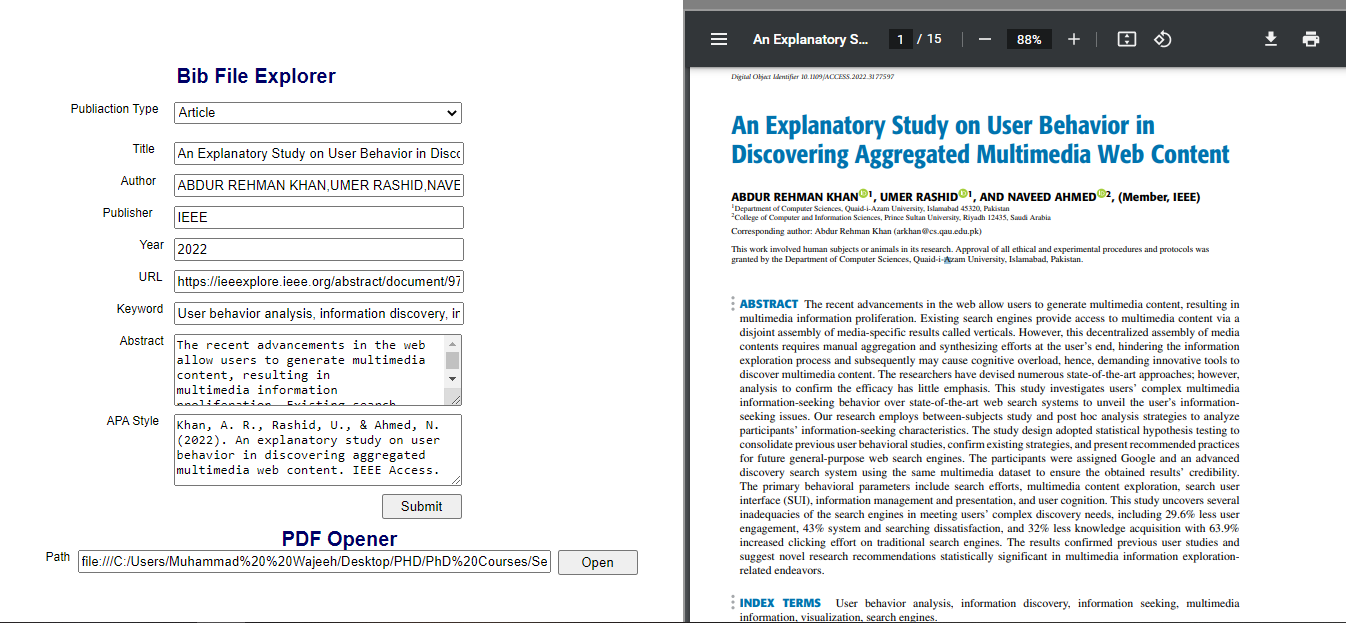 Bib File Explorer
Publiaction Type
Article
Title
An Explanatory Study on User Behavior in Disco
Author
ABDUR REHMAN KHAN,UMER RASHID,NAVE
Publisher
IEEE
Year
2022
URL
https://ieeexplore.ieee.org/abstract/document/97
Keyword
User behavior analysis, information discovery, ir
Abstract
The recent advancements in the web
allow users to generate multimedia
content, resulting in
multimedia information
proliferation. Existing search
APA Style
Khan, A. R., Rashid, U., & Ahmed, N.
(2022). An explanatory study on user
behavior in discovering aggregated
multimedia web content. IEEE Access.
Submit
PDF Opener
Path
file:///C:/Users/Muhammad%20%20Wajeeh/Desktop/PHD/PhD%20Courses/Se
Open
An Explanatory S...
1 / 15
88%
Digital Object Identifier 10.1109/ACCESS.2022.3177597
An Explanatory Study on User Behavior in
Discovering Aggregated Multimedia Web Content
ABDUR REHMAN KHAN 1, UMER RASHID 1, AND NAVEED AHMED 2, (Member, IEEE)
1Department of Computer Sciences, Quaid-i-Azam University, Islamabad 45320, Pakistan
2College of Computer and Information Sciences, Prince Sultan University, Riyadh 12435, Saudi Arabia
Corresponding author: Abdur Rehman Khan (arkhan@cs.qau.edu.pk)
This work involved human subjects or animals in its research. Approval of all ethical and experimental procedures and protocols was
granted by the Department of Computer Sciences, Quaid-i-Azam University, Islamabad, Pakistan.
ABSTRACT The recent advancements in the web allow users to generate multimedia content, resulting in
multimedia information proliferation. Existing search engines provide access to multimedia content via a
disjoint assembly of media-specific results called verticals. However, this decentralized assembly of media
contents requires manual aggregation and synthesizing efforts at the user's end, hindering the information
exploration process and subsequently may cause cognitive overload, hence, demanding innovative tools to
discover multimedia content. The researchers have devised numerous state-of-the-art approaches; however,
analysis to confirm the efficacy has little emphasis. This study investigates users' complex multimedia
information-seeking behavior over state-of-the-art web search systems to unveil the user's information-
seeking issues. Our research employs between-subjects study and post hoc analysis strategies to analyze
participants' information-seeking characteristics. The study design adopted statistical hypothesis testing to
consolidate previous user behavioral studies, confirm existing strategies, and present recommended practices
for future general-purpose web search engines. The participants were assigned Google and an advanced
discovery search system using the same multimedia dataset to ensure the obtained results' credibility.
The primary behavioral parameters include search efforts, multimedia content exploration, search user
interface (SUI), information management and presentation, and user cognition. This study uncovers several
inadequacies of the search engines in meeting users' complex discovery needs, including 29.6% less user
engagement, 43% system and searching dissatisfaction, and 32% less knowledge acquisition with 63.9%
increased clicking effort on traditional search engines. The results confirmed previous user studies and
suggest novel research recommendations statistically significant in multimedia information exploration-
related endeavors.
INDEX TERMS User behavior analysis, information discovery, information seeking, multimedia
information, visualization, search engines.